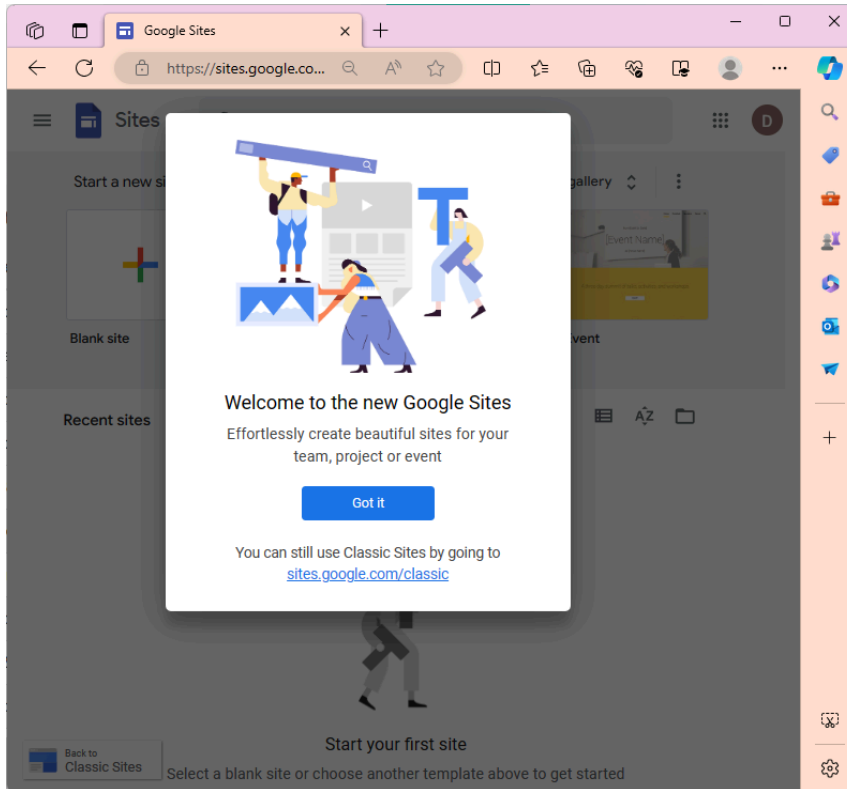 Google Sites
https://sites.google.co...
Sites
D
Start a new si
gallery
[Event Name]
Blank site
vent
Welcome to the new Google Sites
Effortlessly create beautiful sites for your
team, project or event
Recent sites
AZ
Got it
You can still use Classic Sites by going to
sites.google.com/classic
Start your first site
Back to
Classic Sites
Select a blank site or choose another template above to get started